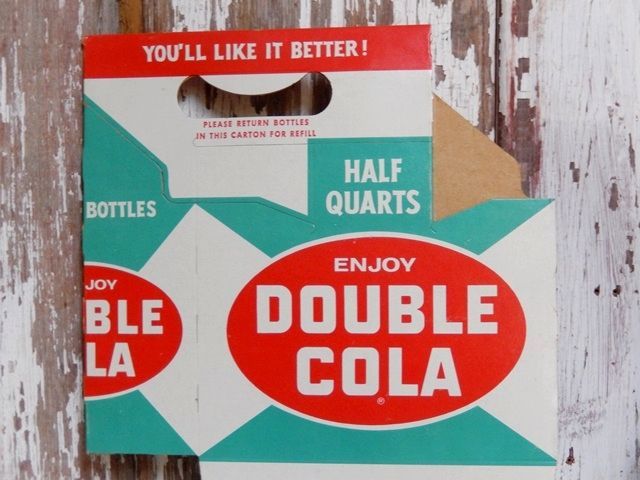 YOU'LL LIKE IT BETTER!
PLEASE RETURN BOTTLES
IN THIS CARTON FOR REFILL
HALF
QUARTS
BOTTLES
ENJOY
DOUBLE
COLA
®
JOY
BLE
LA